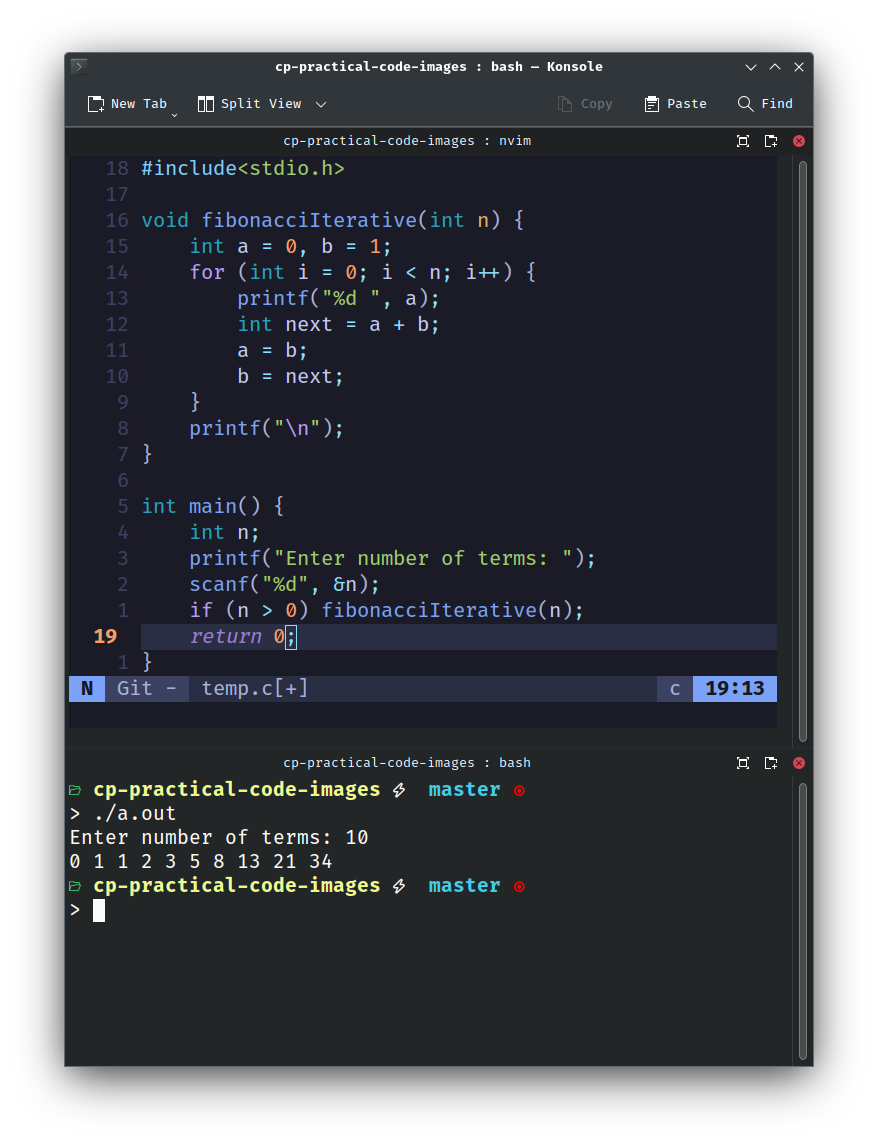 cp-practical-code-images : bash — Konsole
New Tab Split View Copy Paste Find
cp-practical-code-images : nvim
18 #include<stdio.h>
17
16 void fibonacciIterative(int n) {
15     int a = 0, b = 1;
14     for (int i = 0; i < n; i++) {
13         printf("%d ", a);
12         int next = a + b;
11         a = b;
10         b = next;
9     }
8     printf("\n");
7 }
6
5 int main() {
4     int n;
3     printf("Enter number of terms: ");
2     scanf("%d", &n);
1     if (n > 0) fibonacciIterative(n);
19     return 0;
1 }
N Git - temp.c[+] c 19:13
cp-practical-code-images : bash
cp-practical-code-images ⚡ master
> ./a.out
Enter number of terms: 10
0 1 1 2 3 5 8 13 21 34
cp-practical-code-images ⚡ master
>